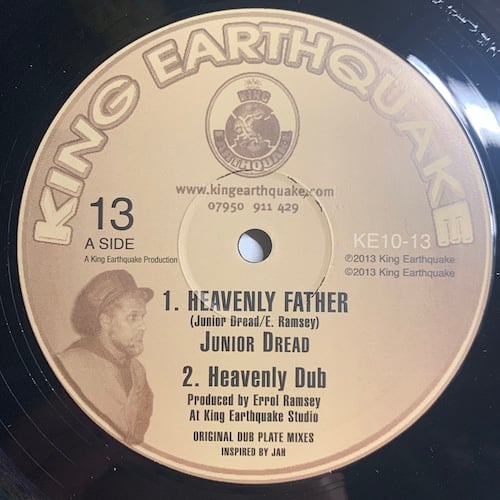 KING EARTHQUAKE
KING
EARTHQUAKE
www.kingearthquake.com
07950 911 429
13
A SIDE
A King Earthquake Production
KE10-13
℗2013 King Earthquake
©2013 King Earthquake
1. HEAVENLY FATHER
(Junior Dread/E. Ramsey)
JUNIOR DREAD
2. Heavenly Dub
Produced by Errol Ramsey
At King Earthquake Studio
ORIGINAL DUB PLATE MIXES
INSPIRED BY JAH